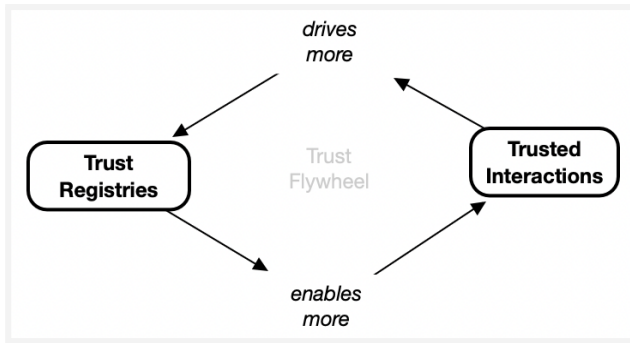 drives
more
Trust
Registries
Trust
Flywheel
Trusted
Interactions
enables
more